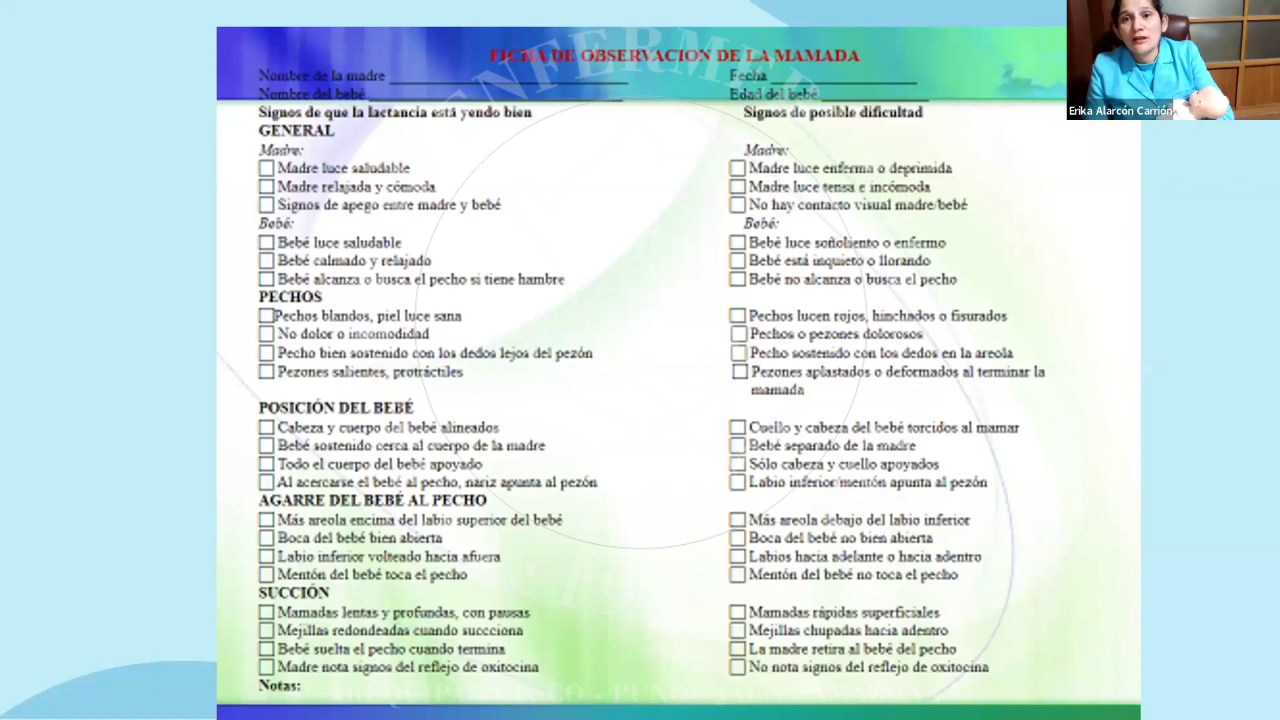 FICHA DE OBSERVACION DE LA MAMADA
Nombre de la madre Fecha
Nombre del bebé Edad del bebé
Erika Alarcón Carrión
Signos de que la lactancia está yendo bien Signos de posible dificultad
GENERAL
Madre: Madre:
Madre luce saludable Madre luce enferma o deprimida
Madre relajada y cómoda Madre luce tensa e incómoda
Signos de apego entre madre y bebé No hay contacto visual madre/bebé
Bebé: Bebé:
Bebé luce saludable Bebé luce soñoliento o enfermo
Bebé calmado y relajado Bebé está inquieto o llorando
Bebé alcanza o busca el pecho si tiene hambre Bebé no alcanza o busca el pecho
PECHOS
Pechos blandos, piel luce sana Pechos lucen rojos, hinchados o fisurados
No dolor o incomodidad Pechos o pezones dolorosos
Pecho bien sostenido con los dedos lejos del pezón Pecho sostenido con los dedos en la areola
Pezones salientes, protráctiles Pezones aplastados o deformados al terminar la
mamada
POSICIÓN DEL BEBÉ
Cabeza y cuerpo del bebé alineados Cuello y cabeza del bebé torcidos al mamar
Bebé sostenido cerca al cuerpo de la madre Bebé separado de la madre
Todo el cuerpo del bebé apoyado Sólo cabeza y cuello apoyados
Al acercarse el bebé al pecho, nariz apunta al pezón Labio inferior/mentón apunta al pezón
AGARRE DEL BEBÉ AL PECHO
Más areola encima del labio superior del bebé Más areola debajo del labio inferior
Boca del bebé bien abierta Boca del bebé no bien abierta
Labio inferior volteado hacia afuera Labios hacia adelante o hacia adentro
Mentón del bebé toca el pecho Mentón del bebé no toca el pecho
SUCCIÓN
Mamadas lentas y profundas, con pausas Mamadas rápidas superficiales
Mejillas redondeadas cuando succciona Mejillas chupadas hacia adentro
Bebé suelta el pecho cuando termina La madre retira al bebé del pecho
Madre nota signos del reflejo de oxitocina No nota signos del reflejo de oxitocina
Notas: